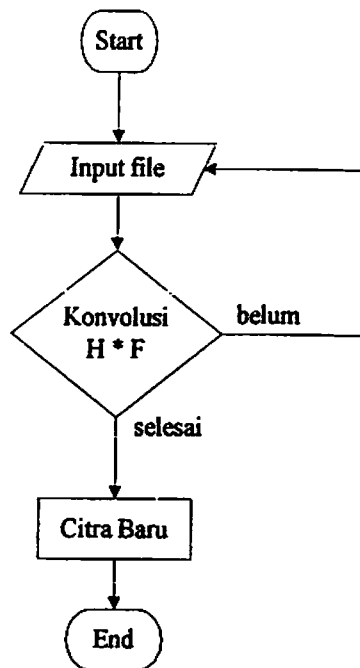 Start
Input file
Konvolusi
H * F
belum
selesai
Citra Baru
End